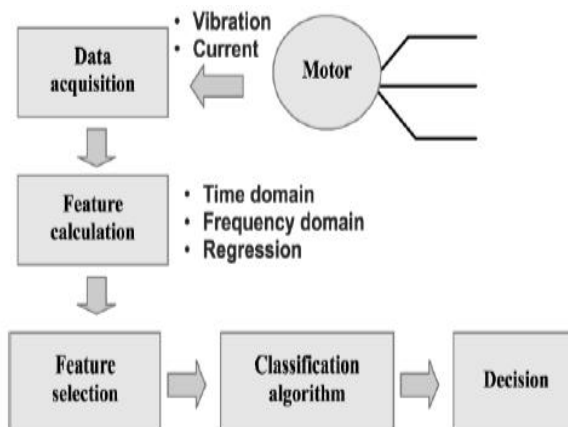 • Vibration
• Current
Data
acquisition
Motor
Feature
calculation
• Time domain
• Frequency domain
• Regression
Feature
selection
Classification
algorithm
Decision